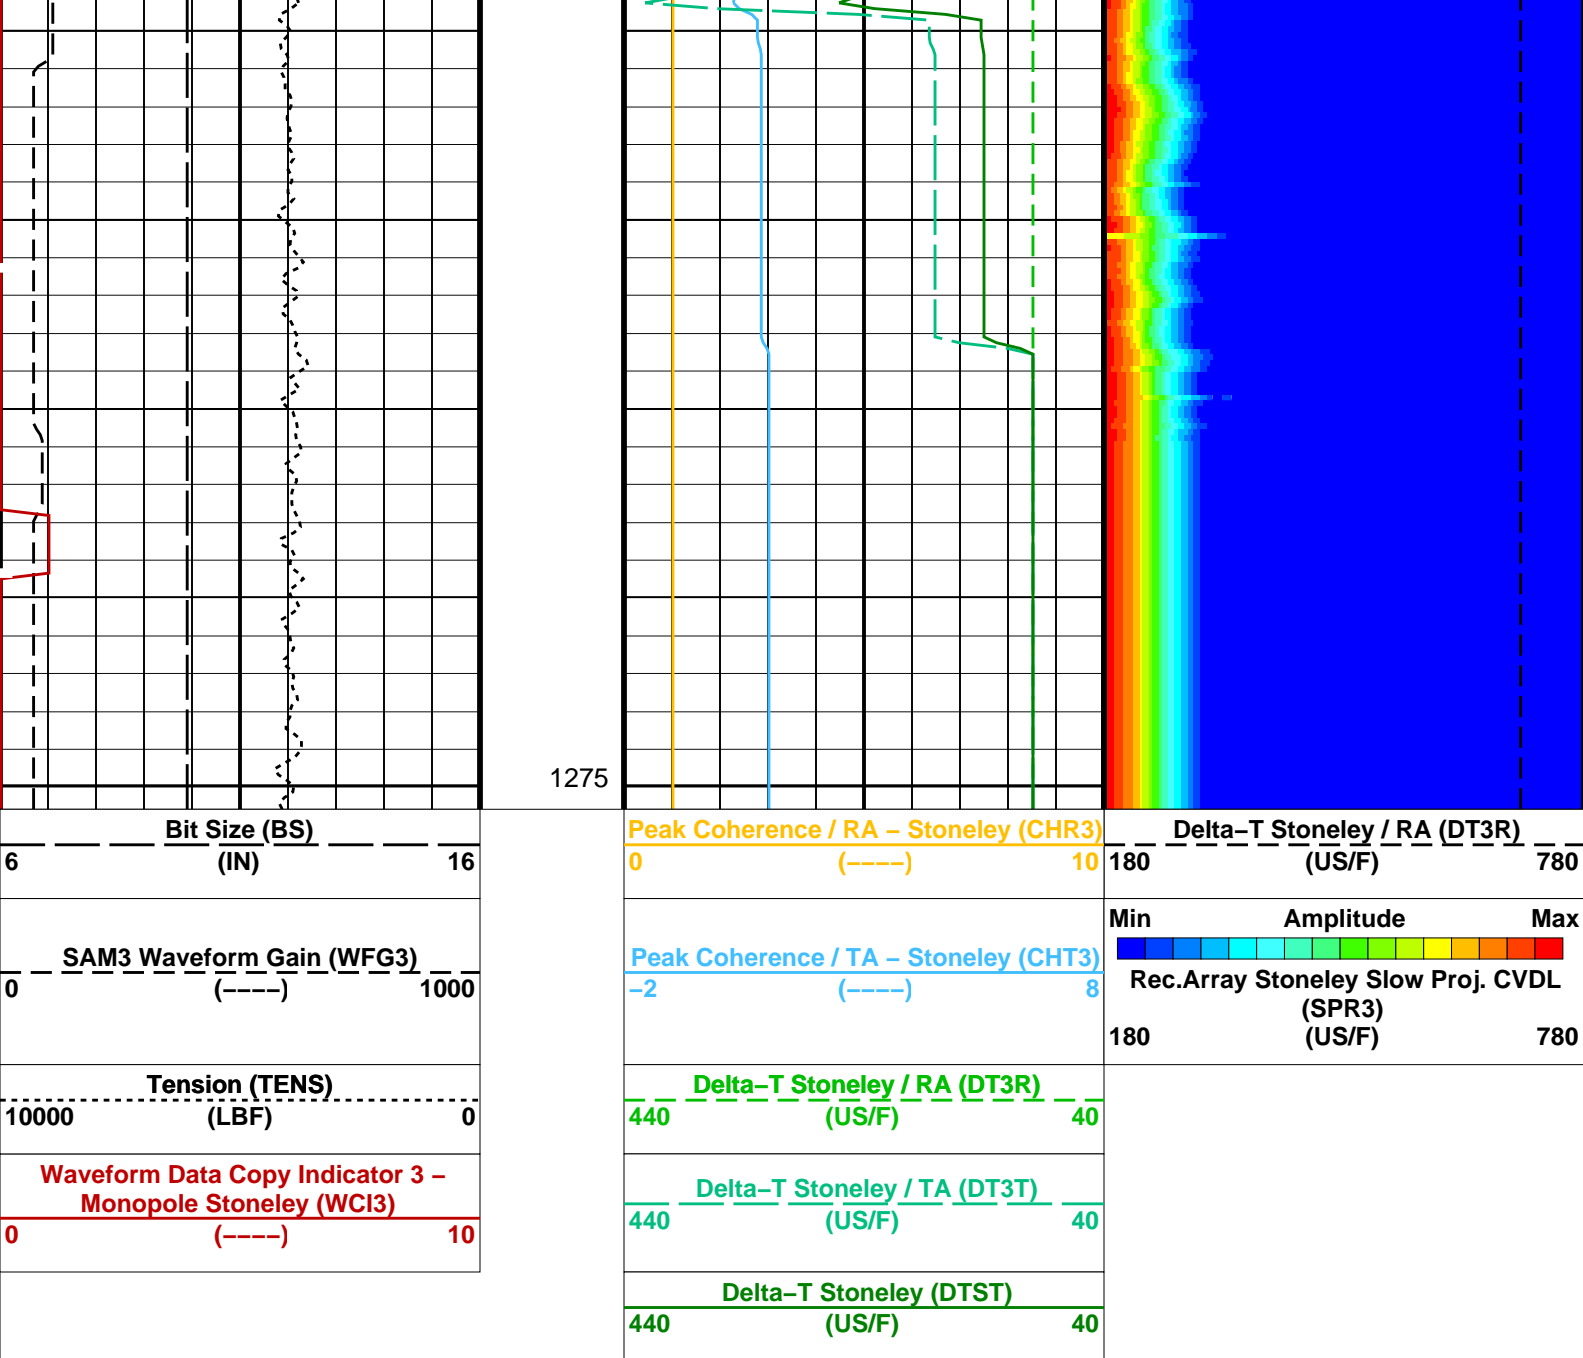 1275
Bit Size (BS)
6 (IN) 16
SAM3 Waveform Gain (WFG3)
0 (––––) 1000
Tension (TENS)
10000 (LBF) 0
Waveform Data Copy Indicator 3 –
Monopole Stoneley (WCI3)
0 (––––) 10
Peak Coherence / RA – Stoneley (CHR3)
0 (––––) 10
Peak Coherence / TA – Stoneley (CHT3)
–2 (––––) 8
Delta–T Stoneley / RA (DT3R)
440 (US/F) 40
Delta–T Stoneley / TA (DT3T)
440 (US/F) 40
Delta–T Stoneley (DTST)
440 (US/F) 40
Delta–T Stoneley / RA (DT3R)
180 (US/F) 780
Min Amplitude Max
Rec.Array Stoneley Slow Proj. CVDL
(SPR3)
180 (US/F) 780